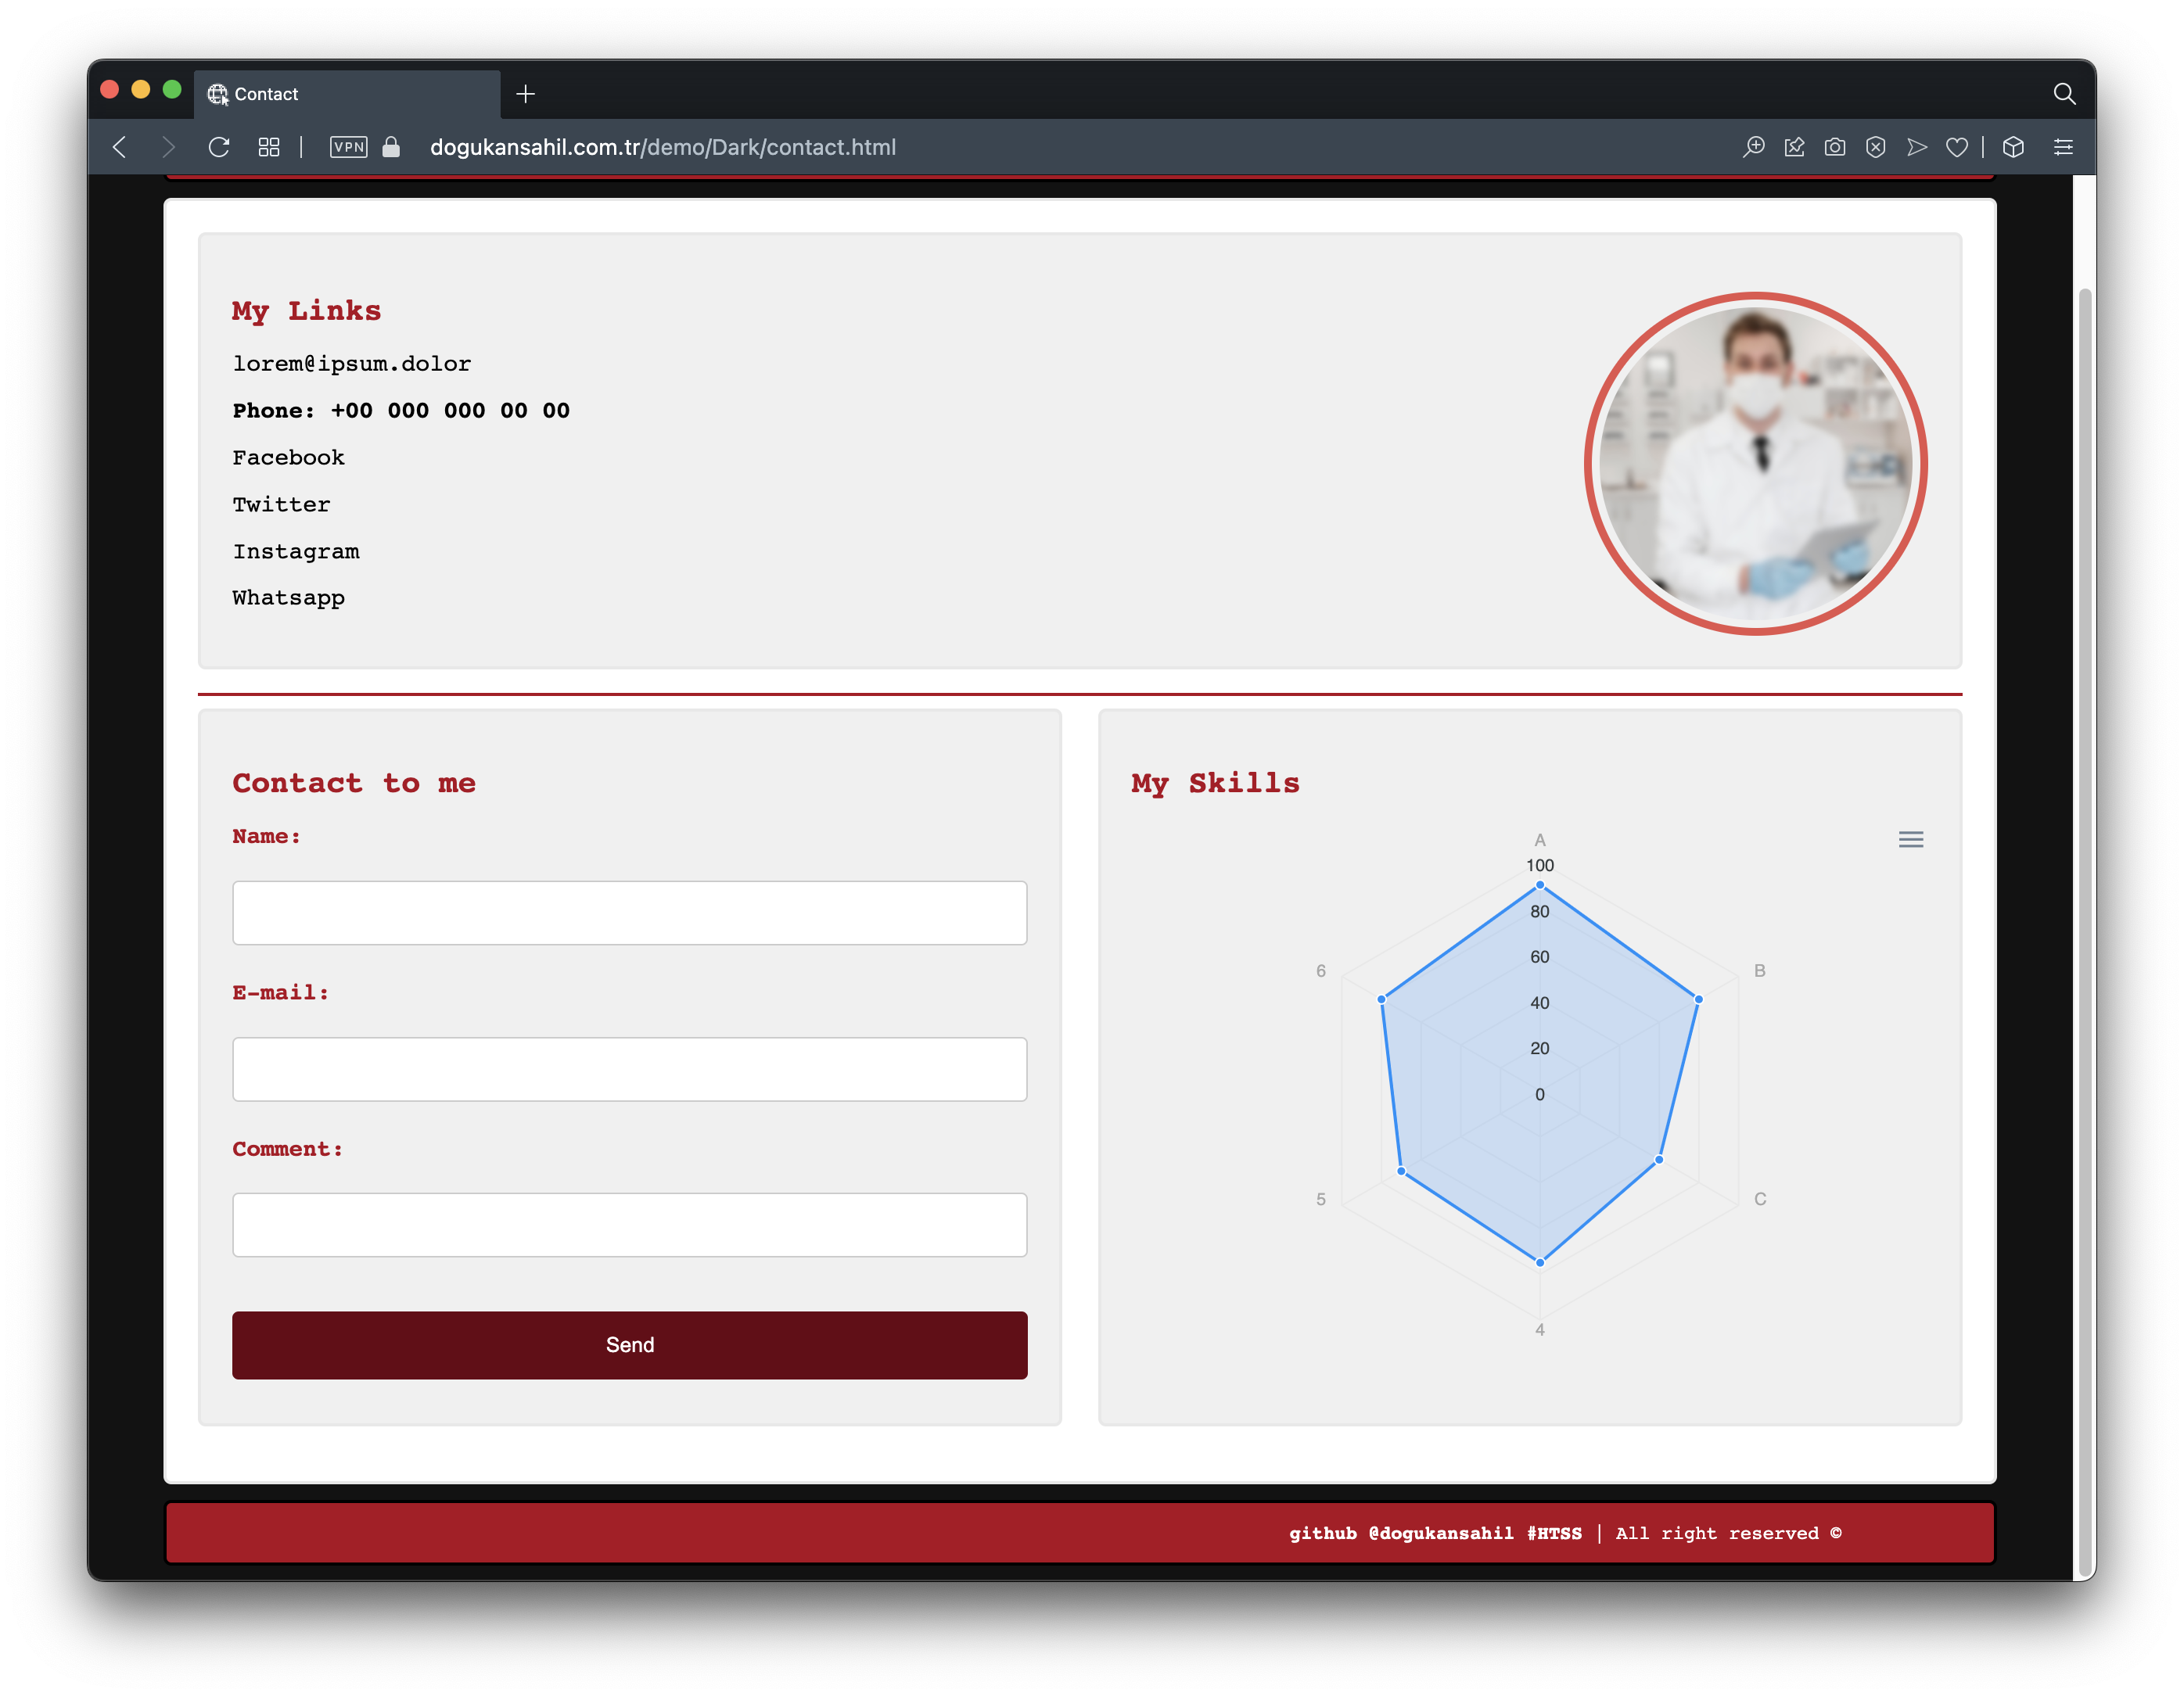 Contact
VPN
dogukansahil.com.tr/demo/Dark/contact.html
My Links
lorem@ipsum.dolor
Phone: +00 000 000 00 00
Facebook
Twitter
Instagram
Whatsapp
Contact to me
Name:
E-mail:
Comment:
Send
My Skills
A
100
80
60
40
20
0
6
B
5
C
4
github @dogukansahil #HTSS | All right reserved ©